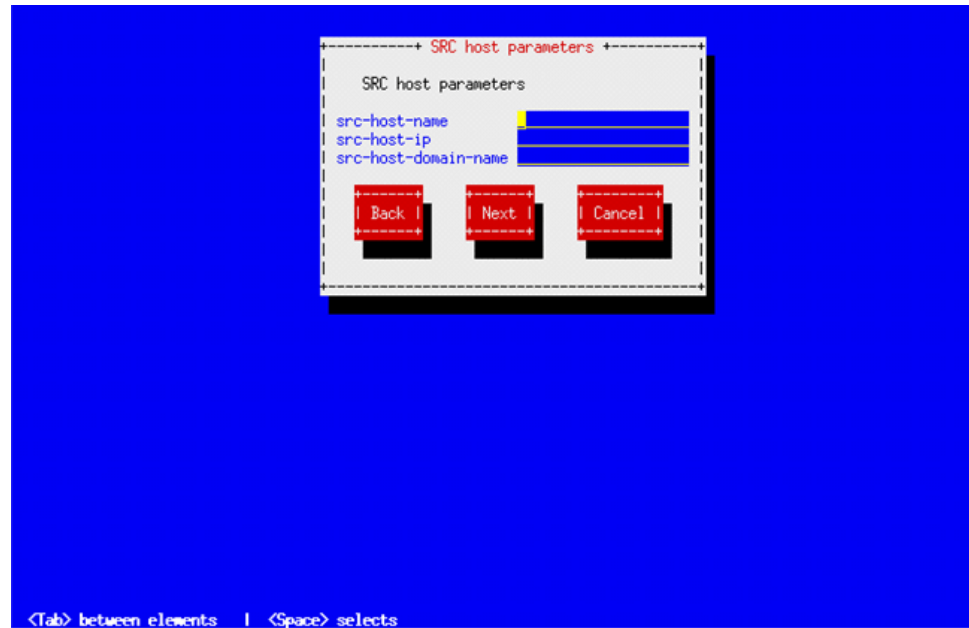 SRC host parameters
SRC host parameters
src-host-name
src-host-ip
src-host-domain-name
Back Next Cancel
<Tab> between elements | <Space> selects